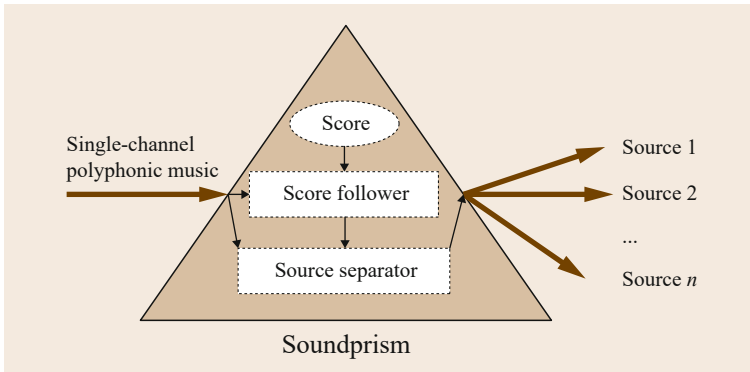 Score
Single-channel
polyphonic music
Score follower
Source separator
Source 1
Source 2
...
Source n
Soundprism